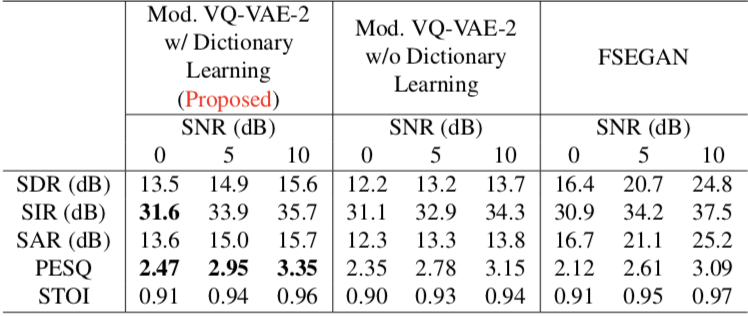 Mod. VQ-VAE-2
w/ Dictionary
Learning
(Proposed)
Mod. VQ-VAE-2
w/o Dictionary
Learning
FSEGAN
SNR (dB) SNR (dB) SNR (dB)
0 5 10 0 5 10 0 5 10
SDR (dB) 13.5 14.9 15.6 12.2 13.2 13.7 16.4 20.7 24.8
SIR (dB) 31.6 33.9 35.7 31.1 32.9 34.3 30.9 34.2 37.5
SAR (dB) 13.6 15.0 15.7 12.3 13.3 13.8 16.7 21.1 25.2
PESQ 2.47 2.95 3.35 2.35 2.78 3.15 2.12 2.61 3.09
STOI 0.91 0.94 0.96 0.90 0.93 0.94 0.91 0.95 0.97